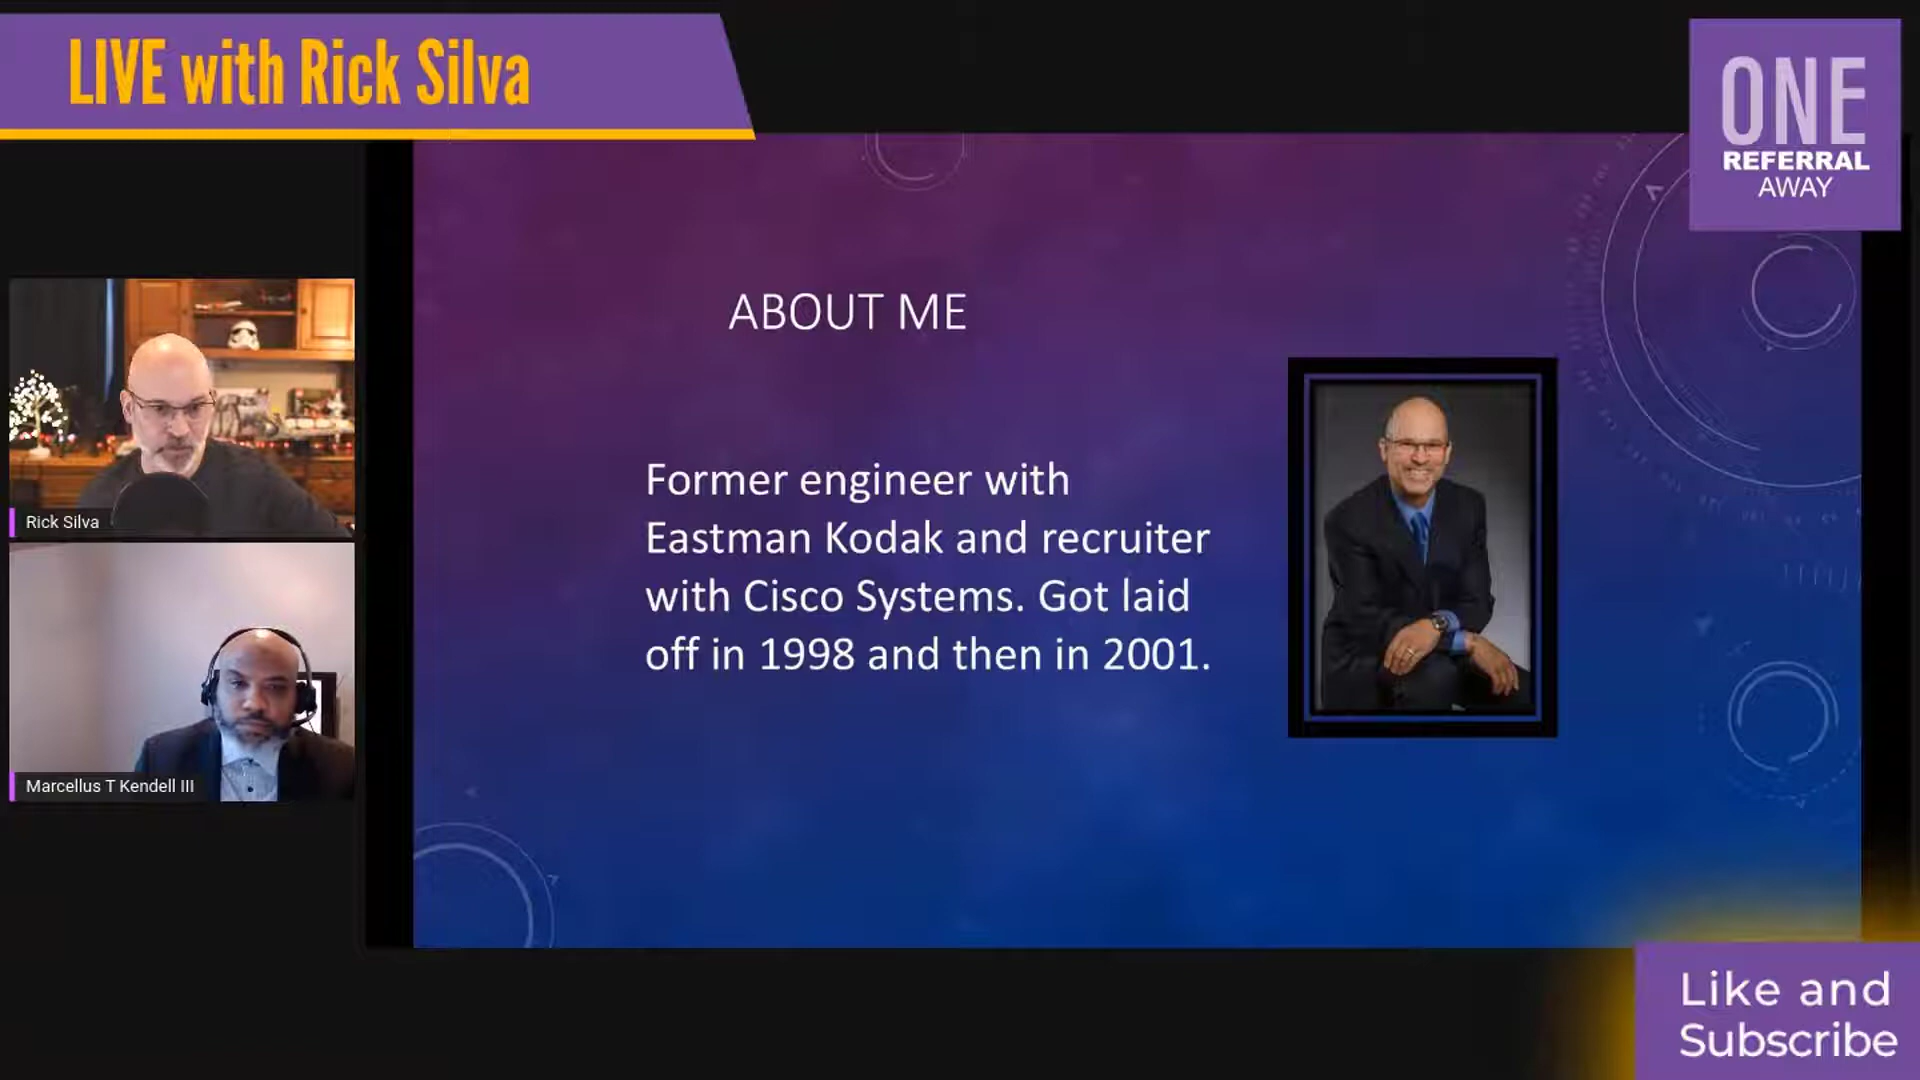 LIVE with Rick Silva
ONE
REFERRAL
AWAY
ABOUT ME
Former engineer with
Eastman Kodak and recruiter
with Cisco Systems. Got laid
off in 1998 and then in 2001.
Rick Silva
Marcellus T Kendell III
Like and
Subscribe